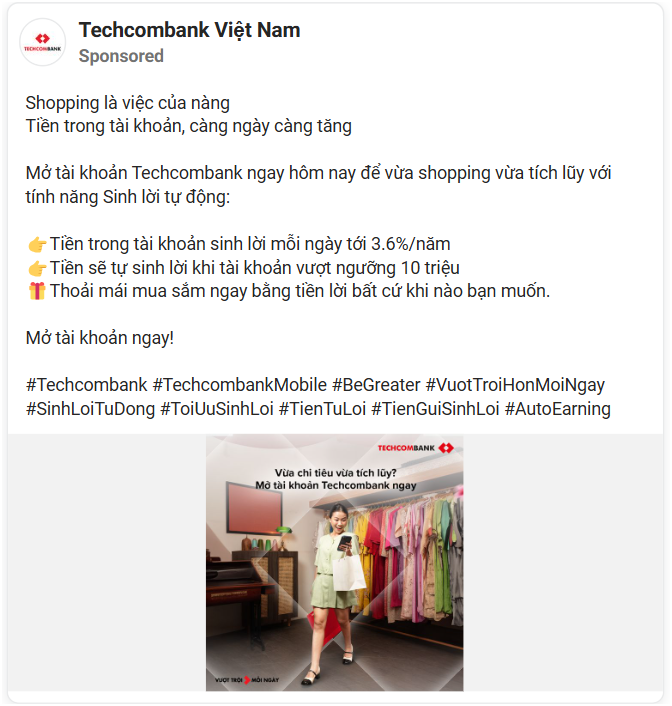 TECHCOMBANK
Techcombank Việt Nam
Sponsored
Shopping là việc của nàng
Tiền trong tài khoản, càng ngày càng tăng
Mở tài khoản Techcombank ngay hôm nay để vừa shopping vừa tích lũy với
tính năng Sinh lời tự động:
👉Tiền trong tài khoản sinh lời mỗi ngày tới 3.6%/năm
👉Tiền sẽ tự sinh lời khi tài khoản vượt ngưỡng 10 triệu
🎁Thoải mái mua sắm ngay bằng tiền lời bất cứ khi nào bạn muốn.
Mở tài khoản ngay!
#Techcombank #TechcombankMobile #BeGreater #VuotTroiHonMoiNgay
#SinhLoiTuDong #ToiUuSinhLoi #TienTuLoi #TienGuiSinhLoi #AutoEarning
TECHCOMBANK
Vừa chi tiêu vừa tích lũy?
Mở tài khoản Techcombank ngay
VƯỢT TRỘI MỖI NGÀY